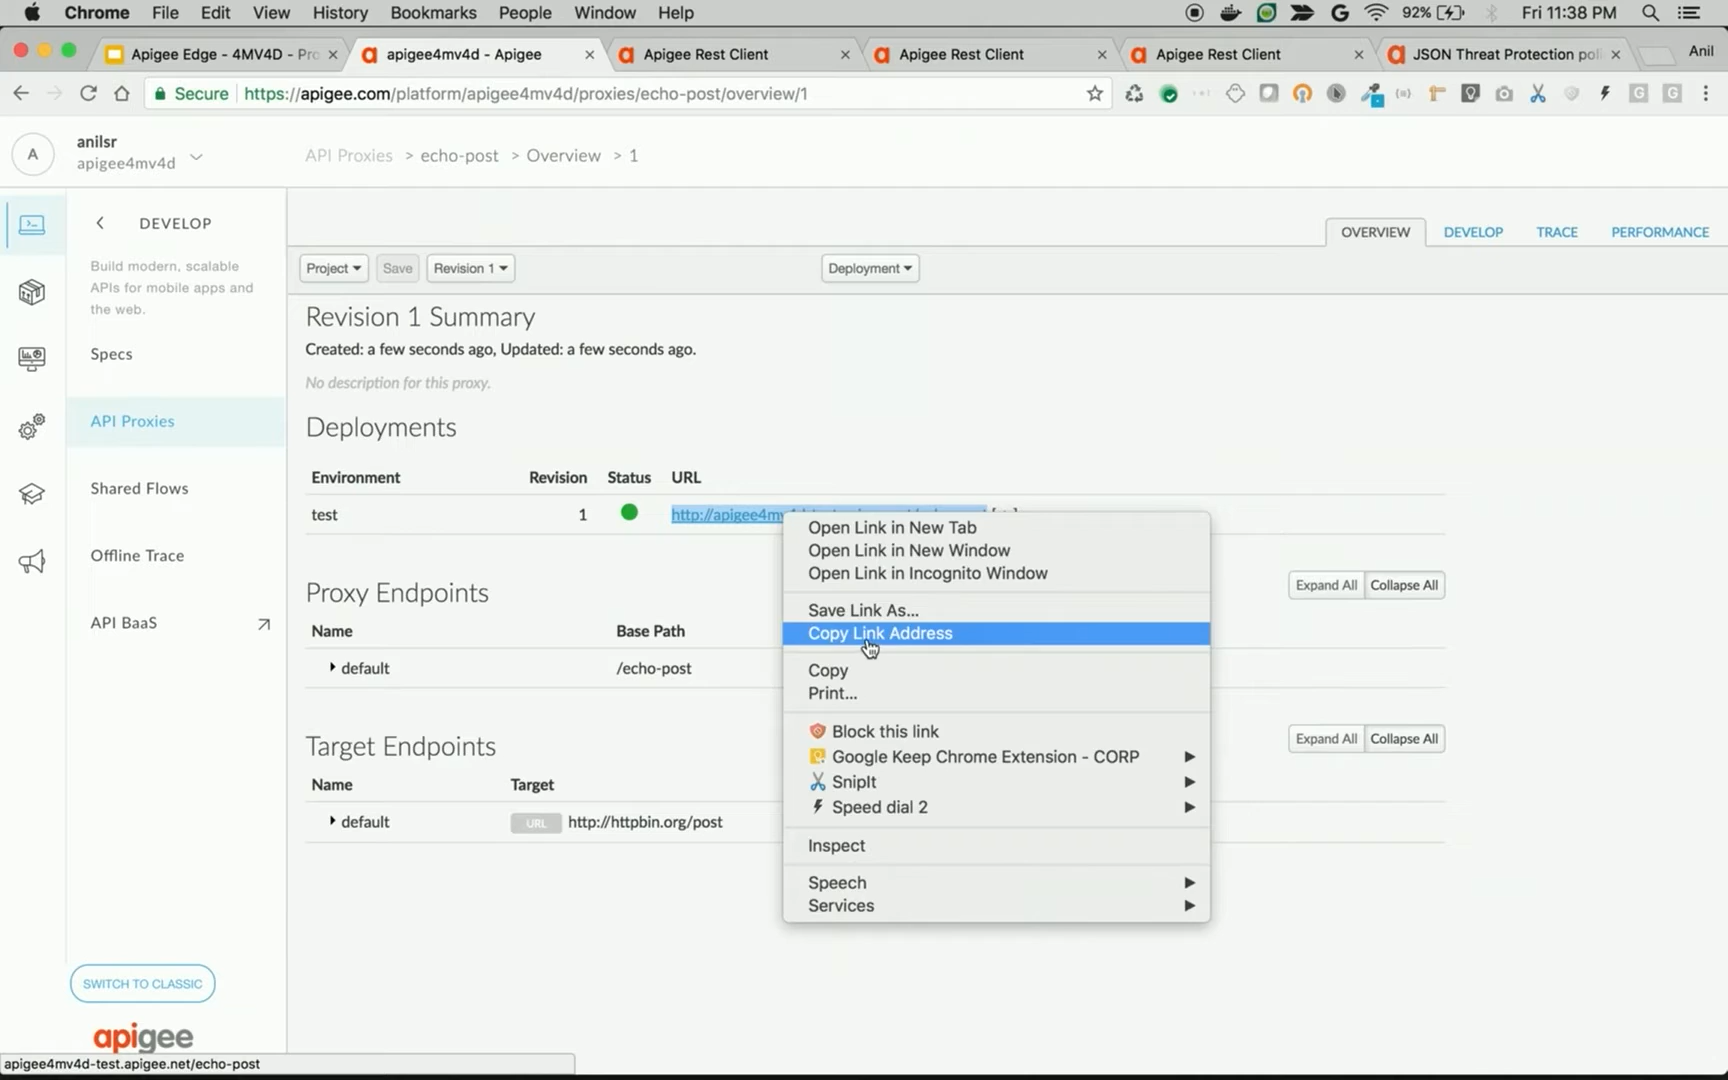 Chrome File Edit View History Bookmarks People Window Help 92% Fri 11:38 PM
Apigee Edge - 4MV4D - Pro apigee4mv4d - Apigee Apigee Rest Client Apigee Rest Client Apigee Rest Client JSON Threat Protection poli Anil
Secure https://apigee.com/platform/apigee4mv4d/proxies/echo-post/overview/1
A
anilsr
apigee4mv4d
API Proxies > echo-post > Overview > 1
DEVELOP
Build modern, scalable
APIs for mobile apps and
the web.
Specs
API Proxies
Shared Flows
Offline Trace
API BaaS
SWITCH TO CLASSIC
apigee
OVERVIEW DEVELOP TRACE PERFORMANCE
Project Save Revision 1 Deployment
Revision 1 Summary
Created: a few seconds ago, Updated: a few seconds ago.
No description for this proxy.
Deployments
Environment Revision Status URL
test 1 http://apigee4mv
Proxy Endpoints
Expand All Collapse All
Name Base Path
default /echo-post
Target Endpoints
Expand All Collapse All
Name Target
default URL http://httpbin.org/post
Open Link in New Tab
Open Link in New Window
Open Link in Incognito Window
Save Link As...
Copy Link Address
Copy
Print...
Block this link
Google Keep Chrome Extension - CORP
SnipIt
Speed dial 2
Inspect
Speech
Services
apigee4mv4d-test.apigee.net/echo-post